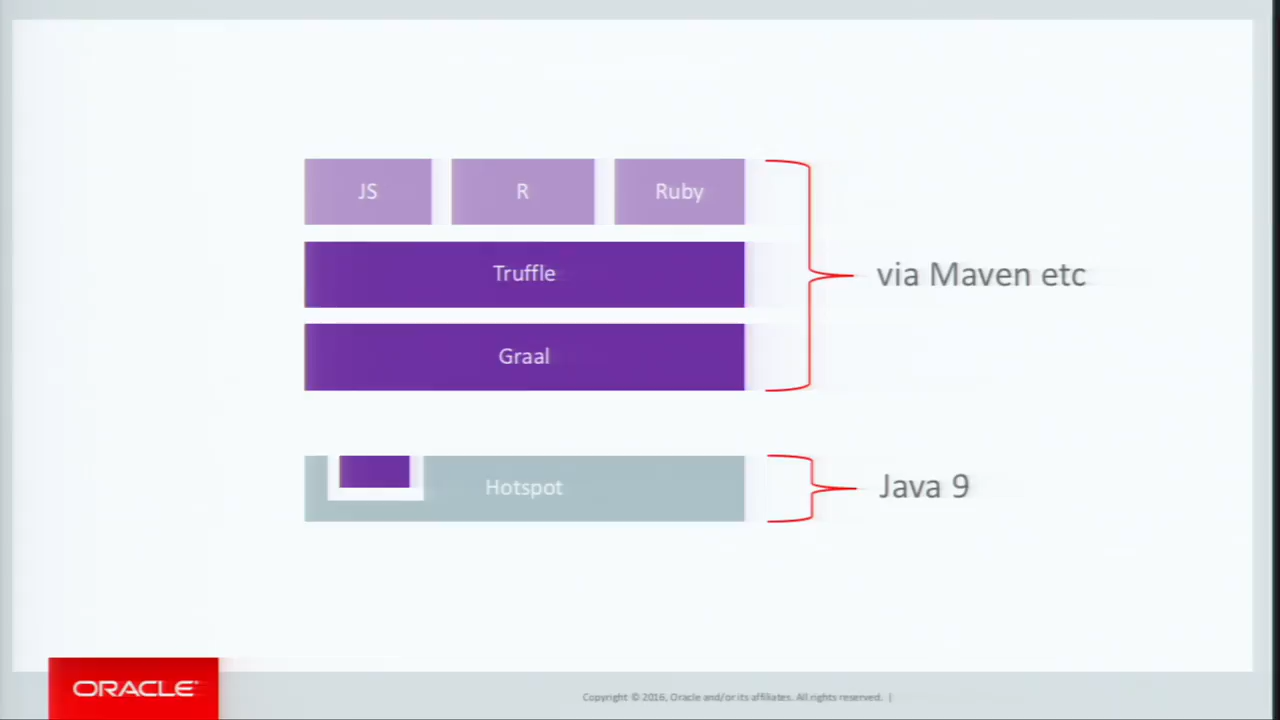 JS
R
Ruby
Truffle
via Maven etc
Graal
Hotspot
Java 9
ORACLE
Copyright © 2016, Oracle and/or its affiliates. All rights reserved. |